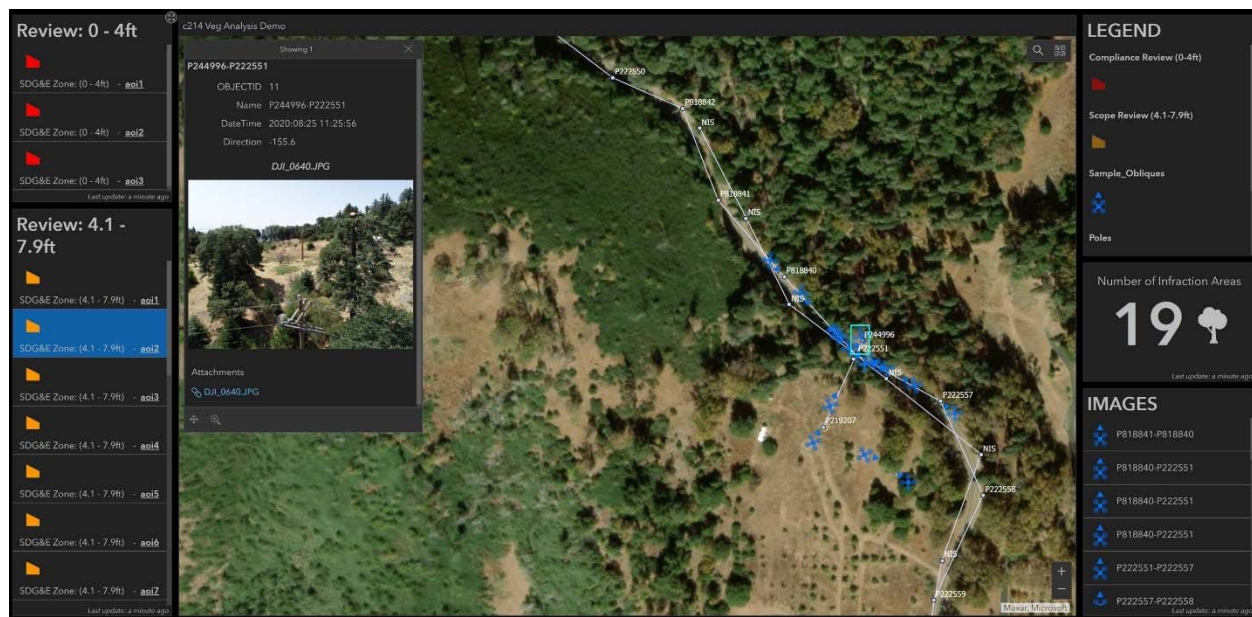 Review: 0 - 4ft
SDG&E Zone: (0 - 4ft) - aoi1
SDG&E Zone: (0 - 4ft) - aoi2
SDG&E Zone: (0 - 4ft) - aoi3
Last update: a minute ago
Review: 4.1 -
7.9ft
SDG&E Zone: (4.1 - 7.9ft) - aoi1
SDG&E Zone: (4.1 - 7.9ft) - aoi2
SDG&E Zone: (4.1 - 7.9ft) - aoi3
SDG&E Zone: (4.1 - 7.9ft) - aoi4
SDG&E Zone: (4.1 - 7.9ft) - aoi5
SDG&E Zone: (4.1 - 7.9ft) - aoi6
SDG&E Zone: (4.1 - 7.9ft) - aoi7
Last update: a minute ago
c214 Veg Analysis Demo
Showing 1
P244996-P222551
OBJECTID 11
Name P244996-P222551
DateTime 2020:08:25 11:25:56
Direction -155.6
DJI_0640.JPG
Attachments
DJI_0640.JPG
P222550
P818842
NIS
P818841
NIS
P818840
NIS
P244996
P222551
NIS
P222557
P219207
NIS
P222558
NIS
P222559
Maxar, Microsoft
LEGEND
Compliance Review (0-4ft)
Scope Review (4.1-7.9ft)
Sample_Obliques
Poles
Number of Infraction Areas
19
Last update: a minute ago
IMAGES
P818841-P818840
P818840-P222551
P818840-P222551
P818840-P222551
P222551-P222557
P222557-P222558
Last update: a minute ago